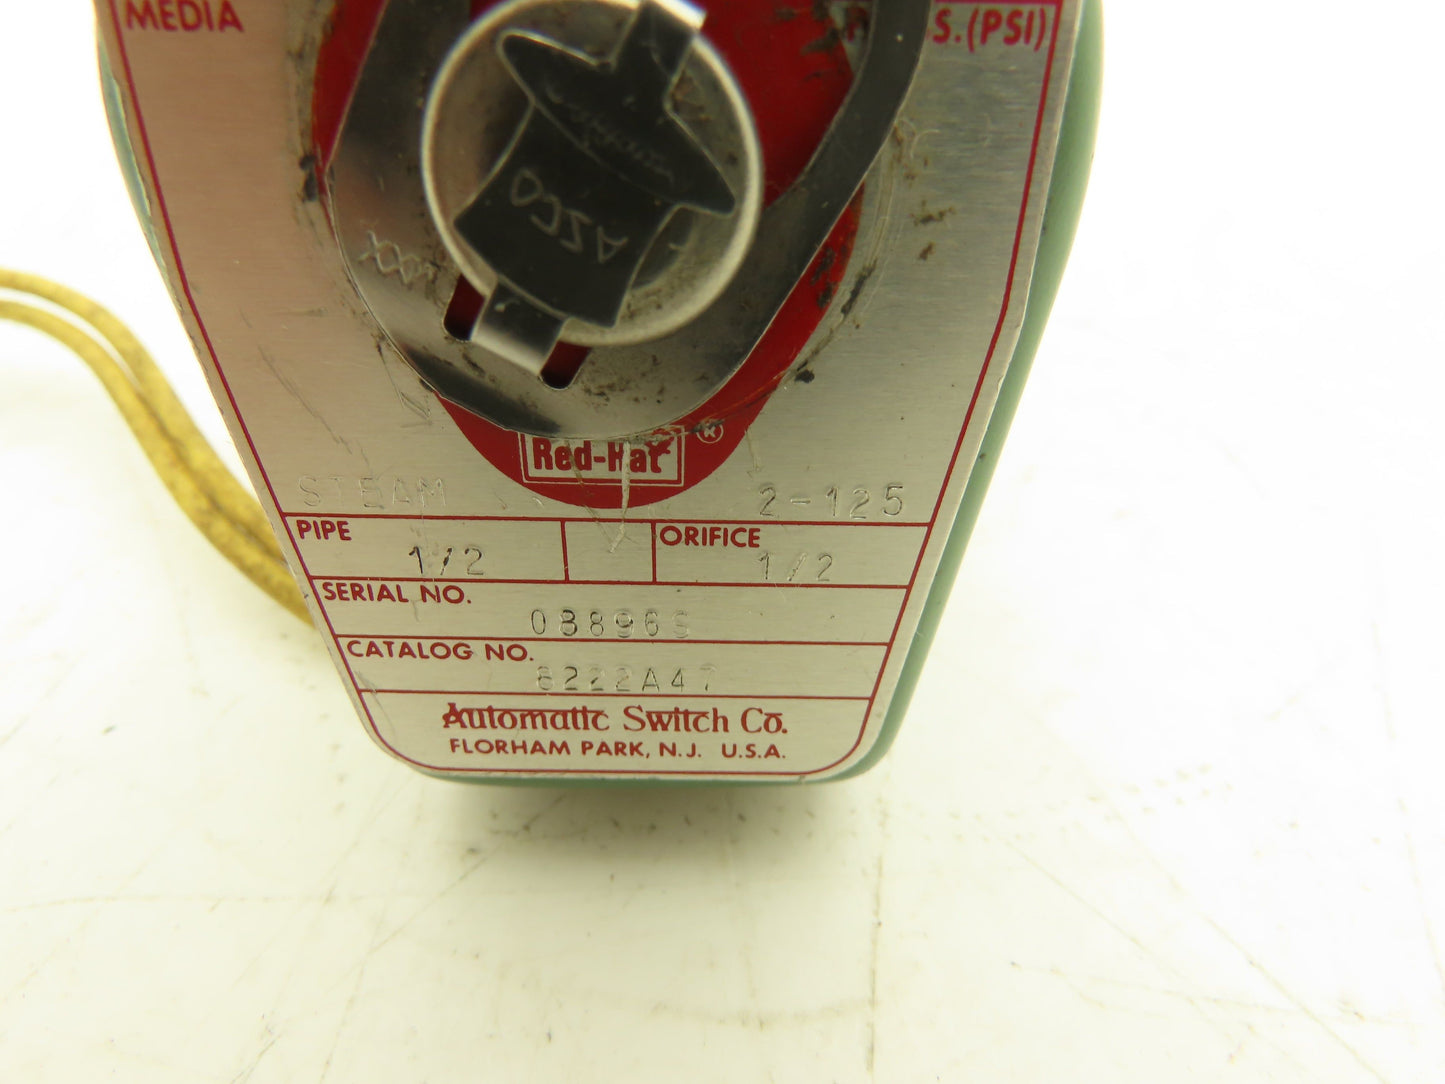 MEDIA
S. (PSI)
ASCO
XXX
Red-Hat ®
STEAM 2-125
PIPE 1/2 ORIFICE 1/2
SERIAL NO. 08896S
CATALOG NO. 8222A47
Automatic Switch Co.
FLORHAM PARK, N.J. U.S.A.